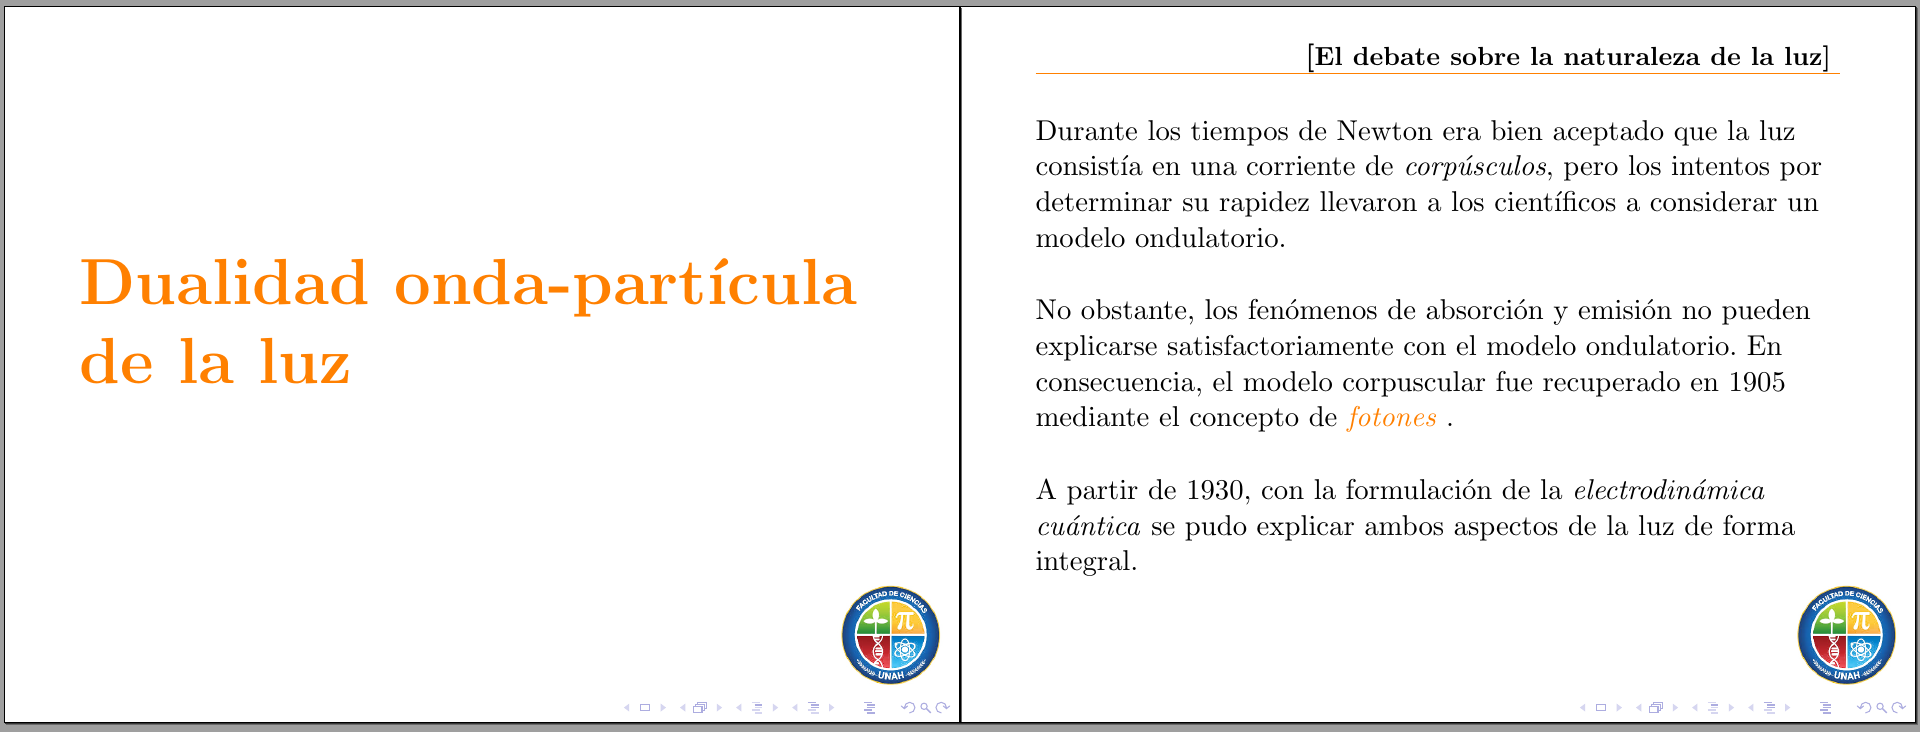 Dualidad onda-partícula
de la luz
FACULTAD DE CIENCIAS
π
UNAH
[El debate sobre la naturaleza de la luz]
Durante los tiempos de Newton era bien aceptado que la luz
consistía en una corriente de corpúsculos, pero los intentos por
determinar su rapidez llevaron a los científicos a considerar un
modelo ondulatorio.
No obstante, los fenómenos de absorción y emisión no pueden
explicarse satisfactoriamente con el modelo ondulatorio. En
consecuencia, el modelo corpuscular fue recuperado en 1905
mediante el concepto de fotones .
A partir de 1930, con la formulación de la electrodinámica
cuántica se pudo explicar ambos aspectos de la luz de forma
integral.
FACULTAD DE CIENCIAS
π
UNAH